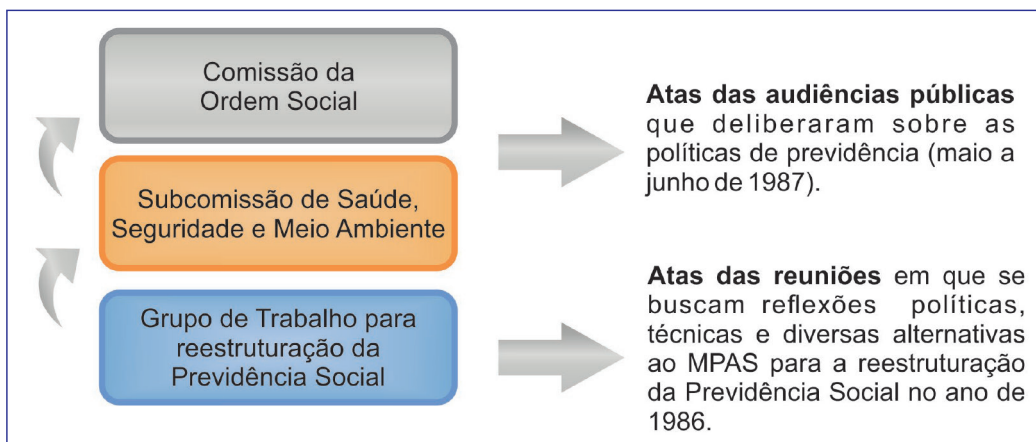 Comissão da
Ordem Social
Subcomissão de Saúde,
Seguridade e Meio Ambiente
Grupo de Trabalho para
reestruturação da
Previdência Social
Atas das audiências públicas
que deliberaram sobre as
políticas de previdência (maio a
junho de 1987).
Atas das reuniões em que se
buscam reflexões políticas,
técnicas e diversas alternativas
ao MPAS para a reestruturação
da Previdência Social no ano de
1986.